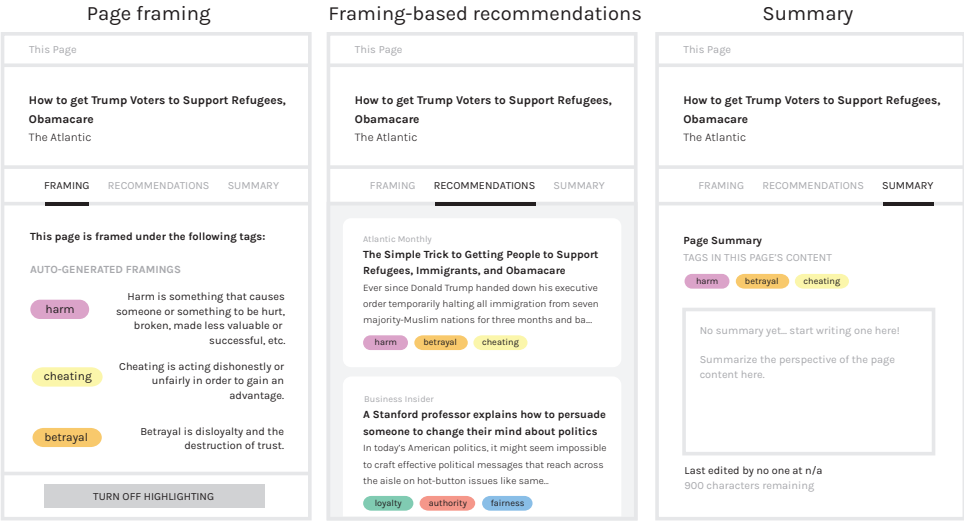 Page framing
This Page
How to get Trump Voters to Support Refugees,
Obamacare
The Atlantic
FRAMING RECOMMENDATIONS SUMMARY
This page is framed under the following tags:
AUTO-GENERATED FRAMINGS
harm
Harm is something that causes
someone or something to be hurt,
broken, made less valuable or
successful, etc.
cheating
Cheating is acting dishonestly or
unfairly in order to gain an
advantage.
betrayal
Betrayal is disloyalty and the
destruction of trust.
TURN OFF HIGHLIGHTING
Framing-based recommendations
This Page
How to get Trump Voters to Support Refugees,
Obamacare
The Atlantic
FRAMING RECOMMENDATIONS SUMMARY
Atlantic Monthly
The Simple Trick to Getting People to Support
Refugees, Immigrants, and Obamacare
Ever since Donald Trump handed down his executive
order temporarily halting all immigration from seven
majority-Muslim nations for three months and ba...
harm betrayal cheating
Business Insider
A Stanford professor explains how to persuade
someone to change their mind about politics
In today's American politics, it might seem impossible
to craft effective political messages that reach across
the aisle on hot-button issues like same...
loyalty authority fairness
Summary
This Page
How to get Trump Voters to Support Refugees,
Obamacare
The Atlantic
FRAMING RECOMMENDATIONS SUMMARY
Page Summary
TAGS IN THIS PAGE'S CONTENT
harm betrayal cheating
No summary yet... start writing one here!
Summarize the perspective of the page
content here.
Last edited by no one at n/a
900 characters remaining